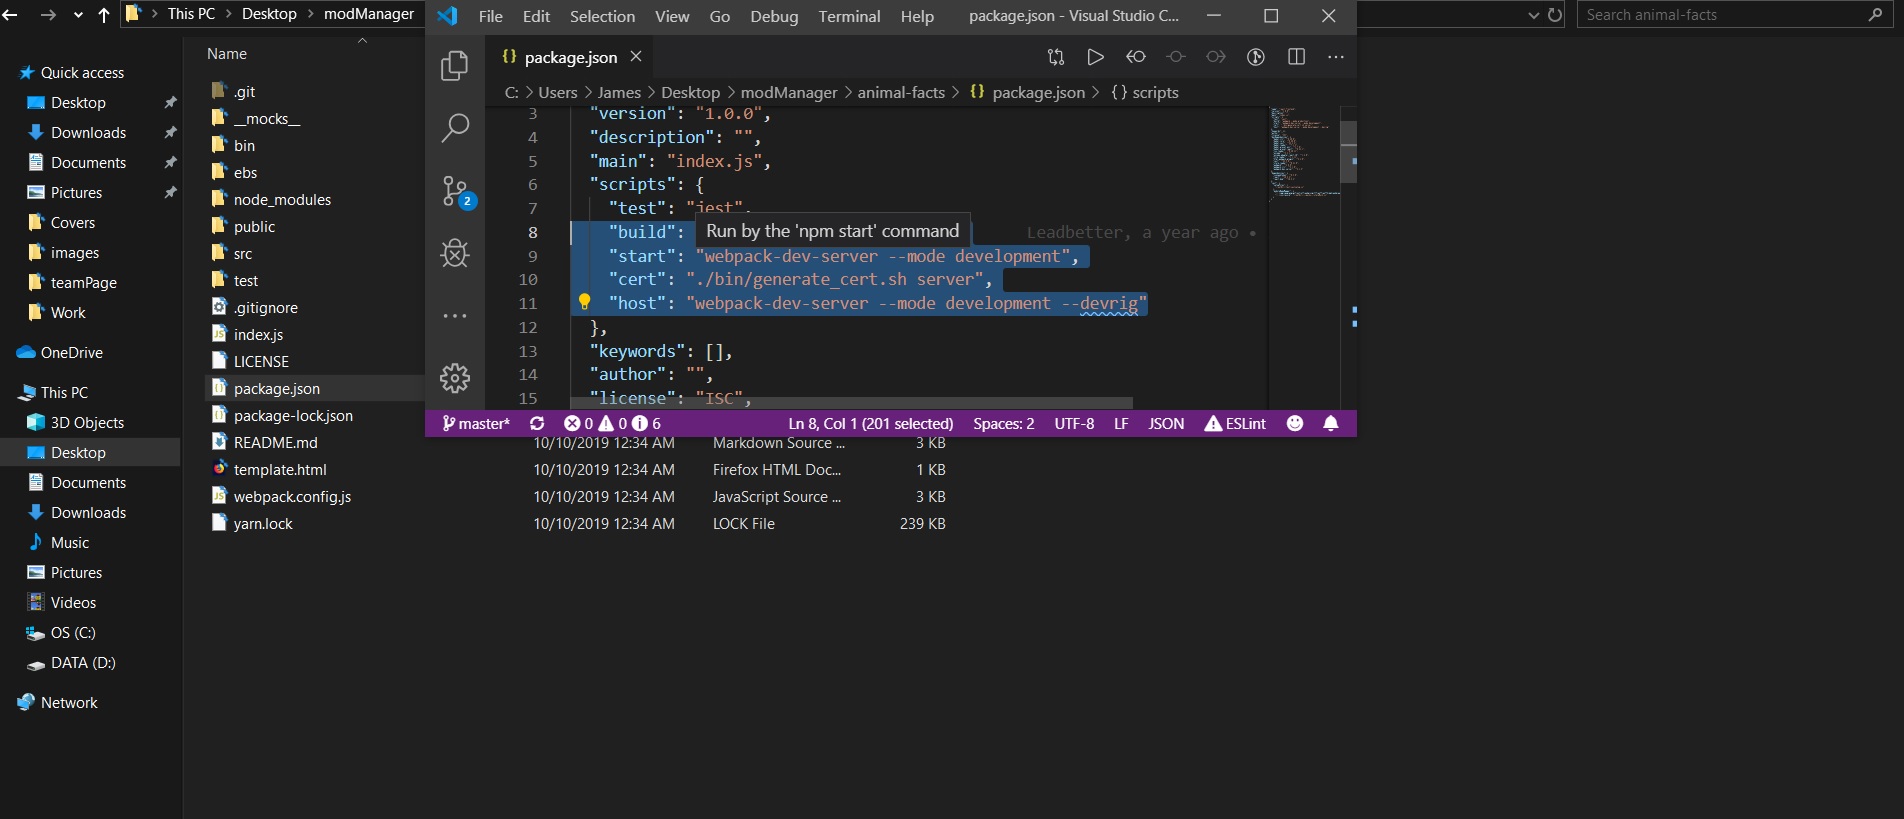 This PC
Desktop
modManager
File Edit Selection View Go Debug Terminal Help
package.json - Visual Studio C...
Search animal-facts
Name
Quick access
Desktop
Downloads
Documents
Pictures
Covers
images
teamPage
Work
OneDrive
This PC
3D Objects
Desktop
Documents
Downloads
Music
Pictures
Videos
OS (C:)
DATA (D:)
Network
.git
__mocks__
bin
ebs
node_modules
public
src
test
.gitignore
index.js
LICENSE
package.json
package-lock.json
README.md
template.html
webpack.config.js
yarn.lock
2
{} package.json
C: > Users > James > Desktop > modManager > animal-facts > {} package.json > {} scripts
3 "version": "1.0.0",
4 "description": "",
5 "main": "index.js",
6 "scripts": {
7 "test": "jest",
8 "build":
Run by the 'npm start' command
Leadbetter, a year ago •
9 "start": "webpack-dev-server --mode development",
10 "cert": "./bin/generate_cert.sh server",
11 "host": "webpack-dev-server --mode development --devrig"
12 },
13 "keywords": [],
14 "author": "",
15 "license": "ISC",
master* 0 0 6 Ln 8, Col 1 (201 selected) Spaces: 2 UTF-8 LF JSON ESLint
10/10/2019 12:34 AM Markdown Source ... 3 KB
10/10/2019 12:34 AM Firefox HTML Doc... 1 KB
10/10/2019 12:34 AM JavaScript Source ... 3 KB
10/10/2019 12:34 AM LOCK File 239 KB